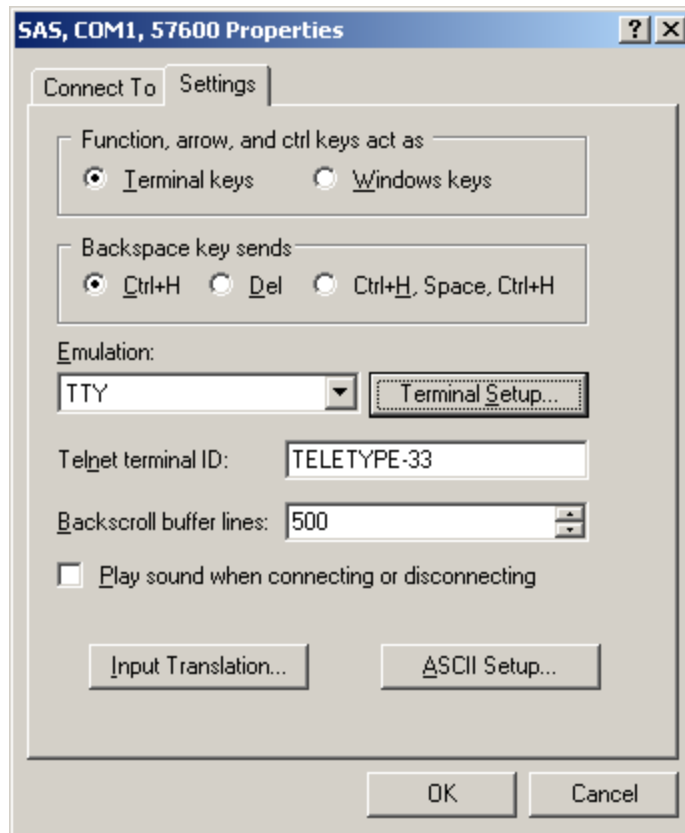 SAS, COM1, 57600 Properties
Connect To Settings
Function, arrow, and ctrl keys act as
Terminal keys Windows keys
Backspace key sends
Ctrl+H Del Ctrl+H, Space, Ctrl+H
Emulation:
TTY Terminal Setup...
Telnet terminal ID: TELETYPE-33
Backscroll buffer lines: 500
Play sound when connecting or disconnecting
Input Translation... ASCII Setup...
OK Cancel